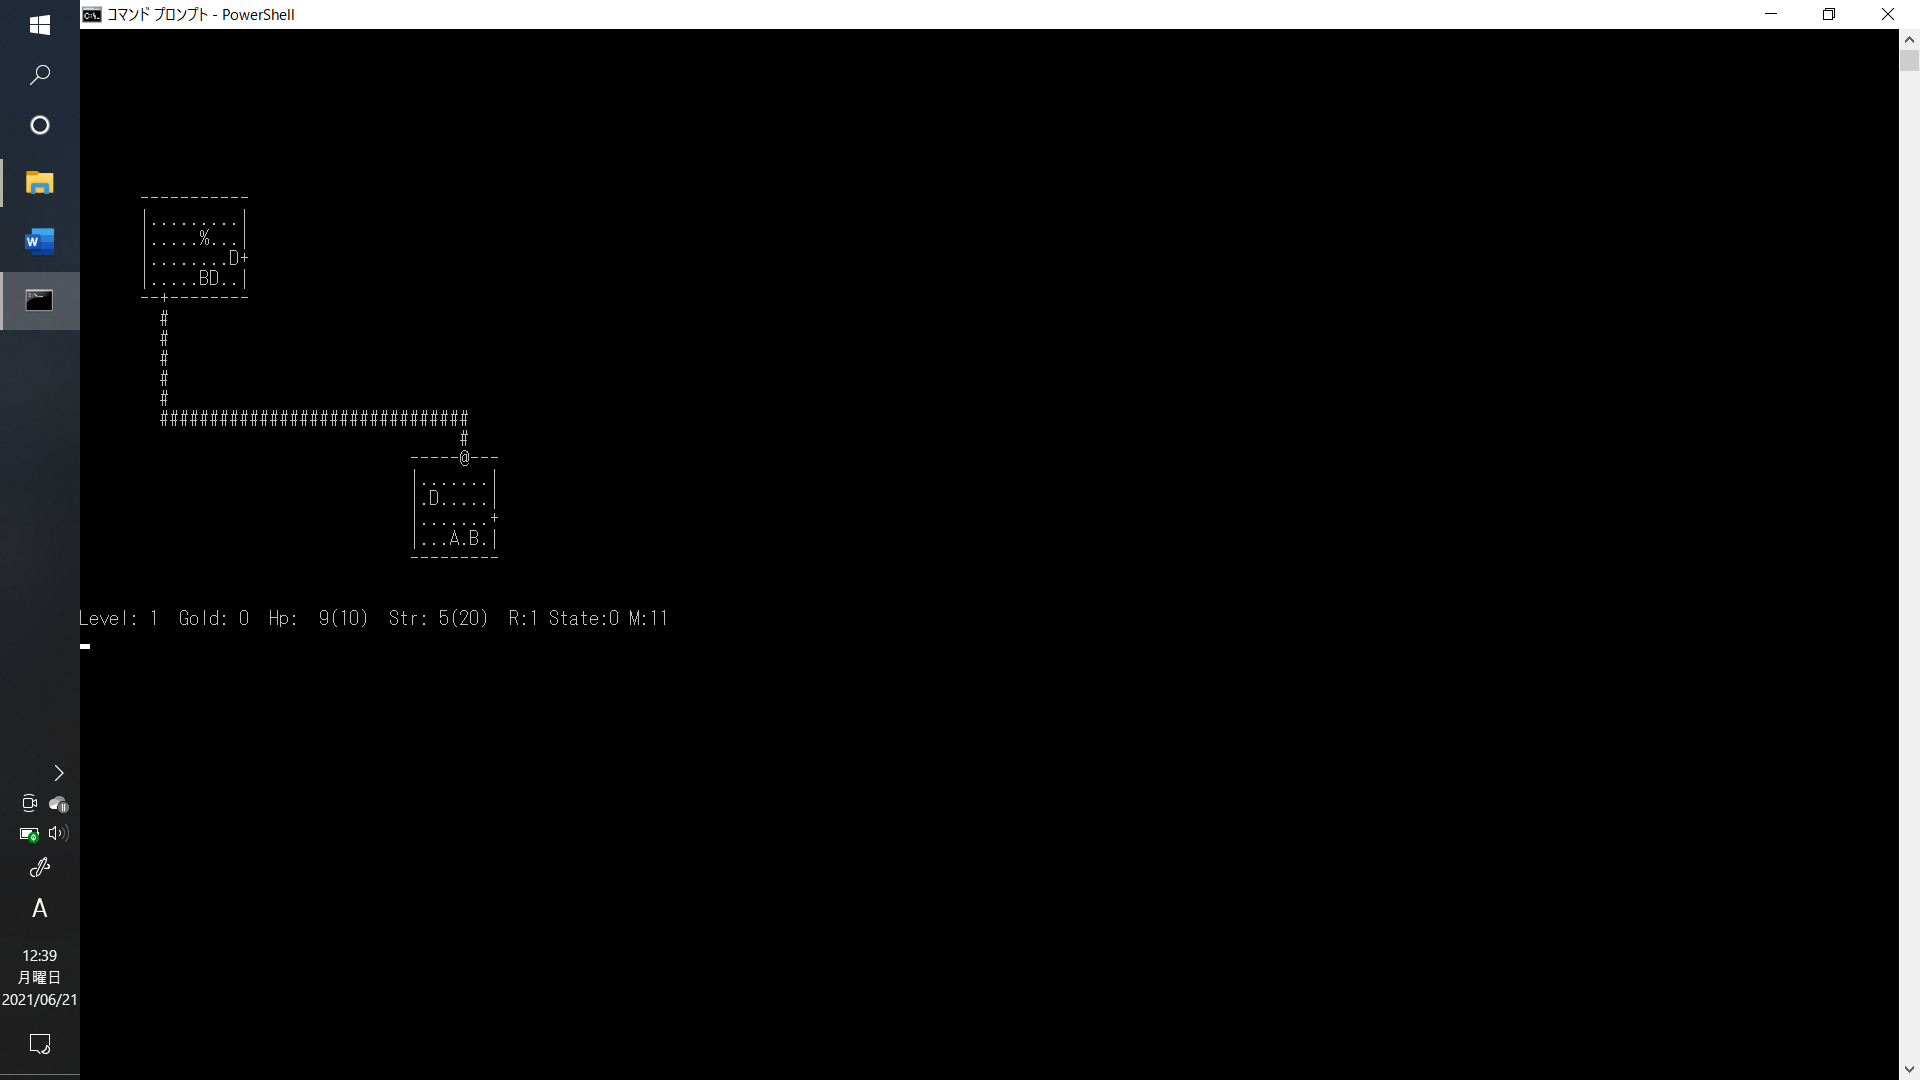 コマンド プロンプト - PowerShell
-----------
|.........|
|.....%...|
|........D+
|.....BD..|
--+--------
#
#
#
#
#
###############################
#
-----@---
|.......|
.D.....|
|.......+
|...A.B.|
---------
Level: 1  Gold: 0  Hp:  9(10)  Str: 5(20)  R:1 State:0 M:11
A
12:39
月曜日
2021/06/21